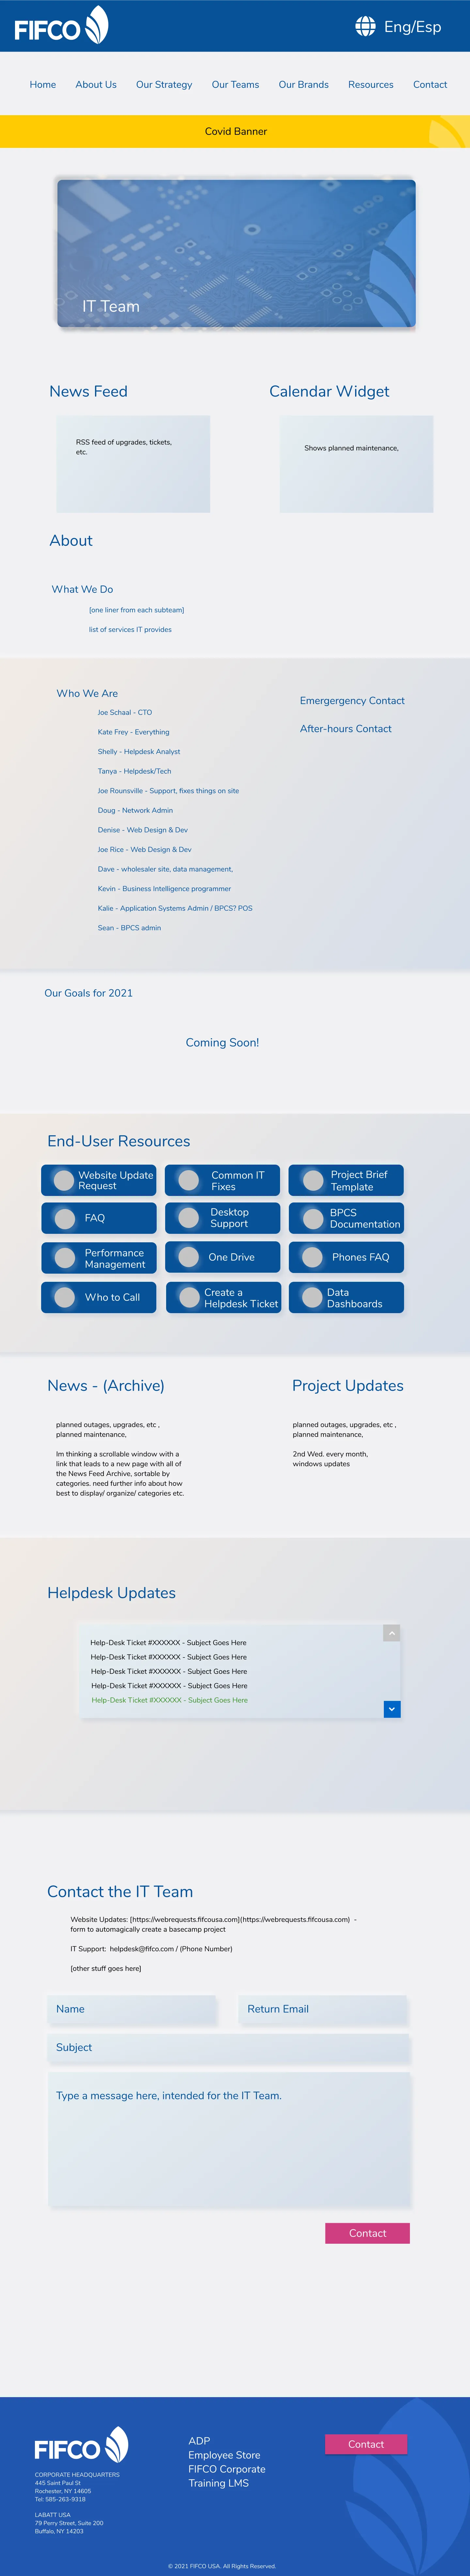 FIFCO
Eng/Esp
Home About Us Our Strategy Our Teams Our Brands Resources Contact
Covid Banner
IT Team
News Feed
RSS feed of upgrades, tickets,
etc.
Calendar Widget
Shows planned maintenance,
About
What We Do
[one liner from each subteam]
list of services IT provides
Who We Are
Joe Schaal - CTO
Kate Frey - Everything
Shelly - Helpdesk Analyst
Tanya - Helpdesk/Tech
Joe Rounsville - Support, fixes things on site
Doug - Network Admin
Denise - Web Design & Dev
Joe Rice - Web Design & Dev
Dave - wholesaler site, data management,
Kevin - Business Intelligence programmer
Kalie - Application Systems Admin / BPCS? POS
Sean - BPCS admin
Emergergency Contact
After-hours Contact
Our Goals for 2021
Coming Soon!
End-User Resources
Website Update
Request
Common IT
Fixes
Project Brief
Template
FAQ
Desktop
Support
BPCS
Documentation
Performance
Management
One Drive
Phones FAQ
Who to Call
Create a
Helpdesk Ticket
Data
Dashboards
News - (Archive)
planned outages, upgrades, etc ,
planned maintenance,
Im thinking a scrollable window with a
link that leads to a new page with all of
the News Feed Archive, sortable by
categories. need further info about how
best to display/ organize/ categories etc.
Project Updates
planned outages, upgrades, etc ,
planned maintenance,
2nd Wed. every month,
windows updates
Helpdesk Updates
Help-Desk Ticket #XXXXXX - Subject Goes Here
Help-Desk Ticket #XXXXXX - Subject Goes Here
Help-Desk Ticket #XXXXXX - Subject Goes Here
Help-Desk Ticket #XXXXXX - Subject Goes Here
Help-Desk Ticket #XXXXXX - Subject Goes Here
Contact the IT Team
Website Updates: [https://webrequests.fifcousa.com](https://webrequests.fifcousa.com) -
form to automagically create a basecamp project
IT Support: helpdesk@fifco.com / (Phone Number)
[other stuff goes here]
Name
Return Email
Subject
Type a message here, intended for the IT Team.
Contact
FIFCO
CORPORATE HEADQUARTERS
445 Saint Paul St
Rochester, NY 14605
Tel: 585-263-9318
LABATT USA
79 Perry Street, Suite 200
Buffalo, NY 14203
ADP
Employee Store
FIFCO Corporate
Training LMS
Contact
© 2021 FIFCO USA. All Rights Reserved.